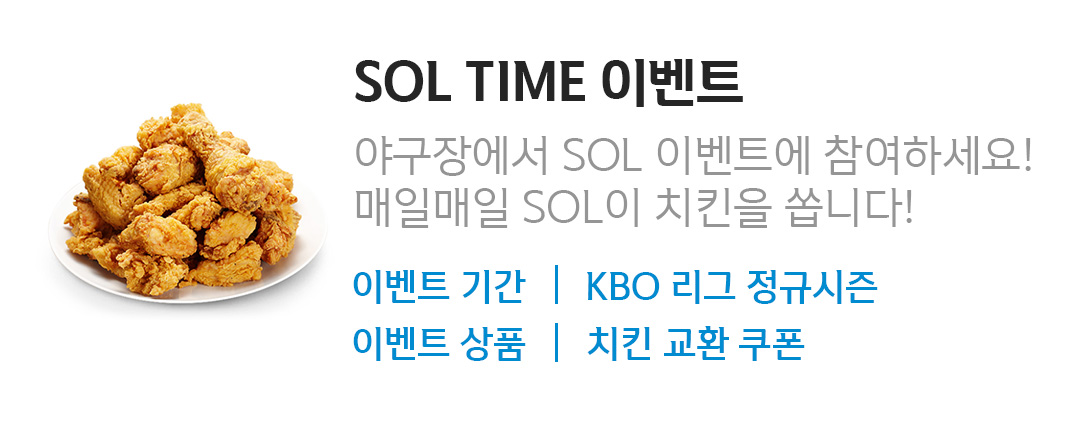 SOL TIME 이벤트
야구장에서 SOL 이벤트에 참여하세요!
매일매일 SOL이 치킨을 쏩니다!
이벤트 기간 | KBO 리그 정규시즌
이벤트 상품 | 치킨 교환 쿠폰